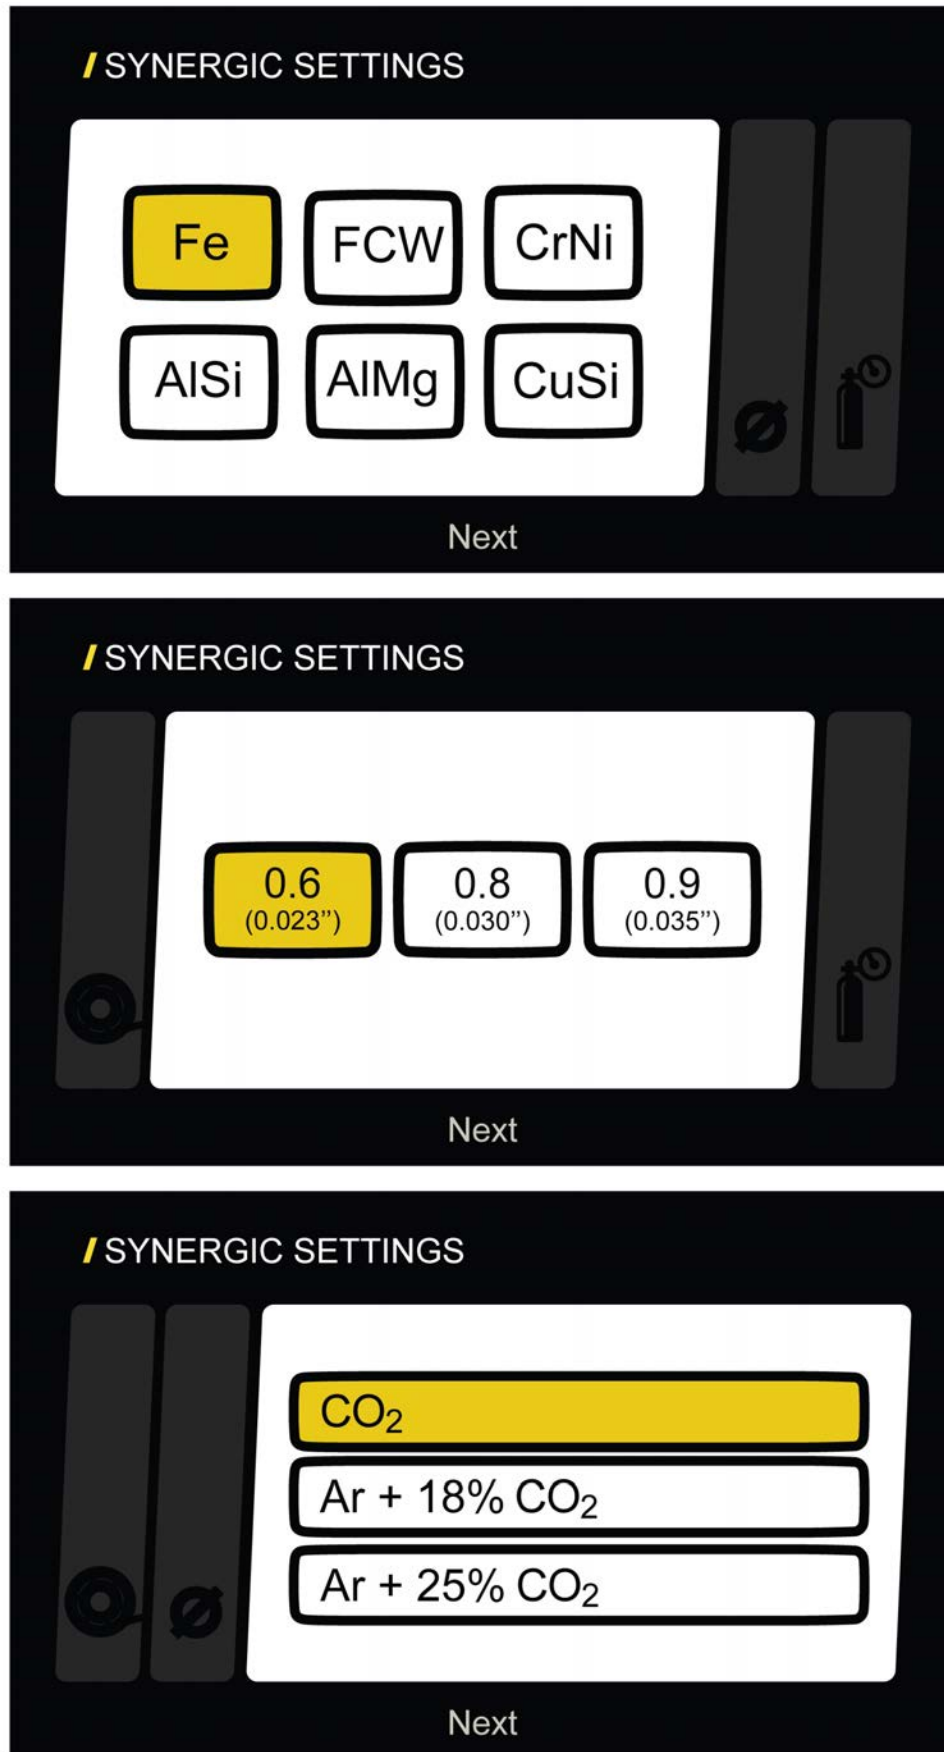 SYNERGIC SETTINGS
Fe FCW CrNi
AlSi AlMg CuSi
Next
SYNERGIC SETTINGS
0.6 0.8 0.9
(0.023”) (0.030”) (0.035”)
Next
SYNERGIC SETTINGS
CO₂
Ar + 18% CO₂
Ar + 25% CO₂
Next